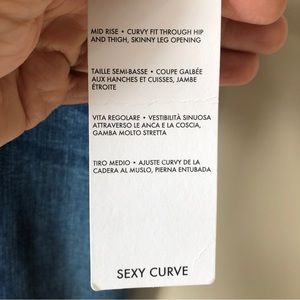 MID RISE • CURVY FIT THROUGH HIP
AND THIGH, SKINNY LEG OPENING
TAILLE SEMI-BASSE • COUPE GALBÉE
AUX HANCHES ET CUISSES, JAMBE
ÉTROITE
VITA REGOLARE • VESTIBILITÀ SINUOSA
ATTRAVERSO LE ANCA E LA COSCIA,
GAMBA MOLTO STRETTA
TIRO MEDIO • AJUSTE CURVY DE LA
CADERA AL MUSLO, PIERNA ENTUBADA
SEXY CURVE